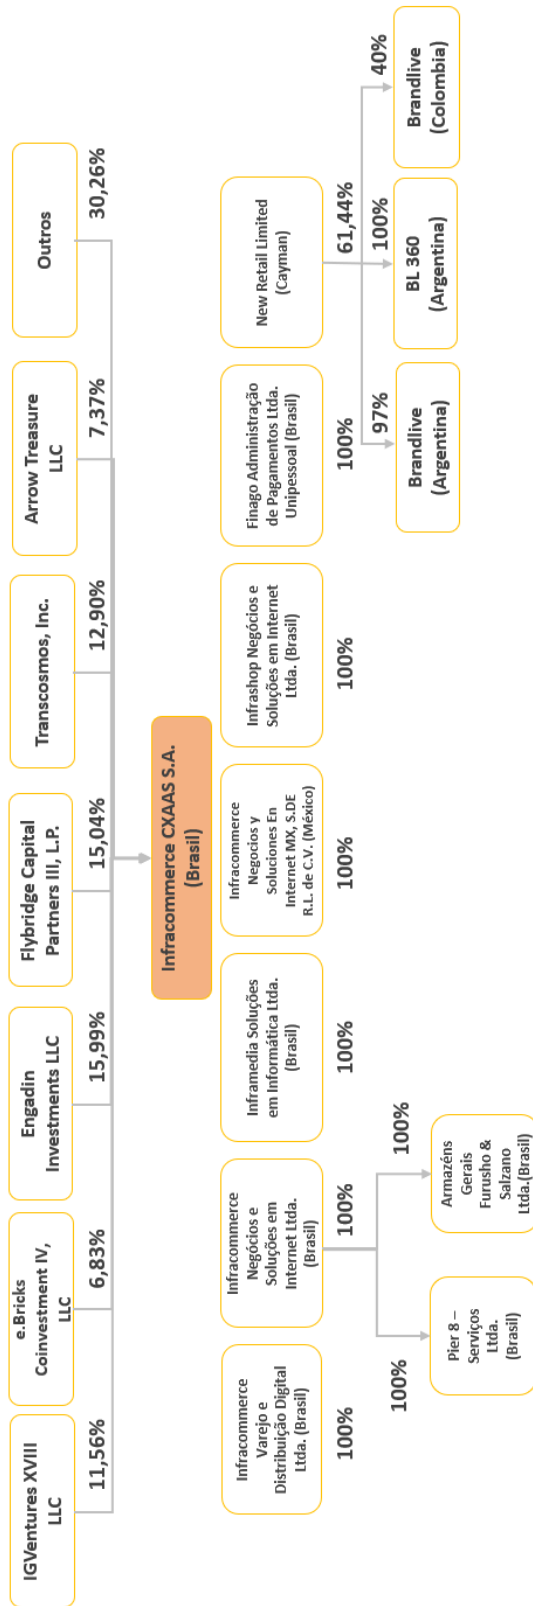 IGVentures XVIII
LLC
11,56%
e.Bricks
Coinvestment IV,
LLC
6,83%
Engadin
Investments LLC
15,99%
Flybridge Capital
Partners III, L.P.
15,04%
Transcosmos, Inc.
12,90%
Arrow Treasure
LLC
7,37%
Outros
30,26%
Infracommerce CXAAS S.A.
(Brasil)
Infracommerce
Varejo e
Distribuição Digital
Ltda. (Brasil)
100%
Infracommerce
Negócios e
Soluções em
Internet Ltda.
(Brasil)
100%
Inframedia Soluções
em Informática Ltda.
(Brasil)
100%
Infracommerce
Negocios y
Soluciones En
Internet MX, S.DE
R.L. de C.V. (México)
100%
Infrashop Negócios e
Soluções em Internet
Ltda. (Brasil)
100%
Finago Administração
de Pagamentos Ltda.
Unipessoal (Brasil)
100%
New Retail Limited
(Cayman)
61,44%
100%
Pier 8 –
Serviços
Ltda.
(Brasil)
100%
Armazéns
Gerais
Furusho &
Salzano
Ltda.(Brasil)
97%
Brandlive
(Argentina)
100%
BL 360
(Argentina)
40%
Brandlive
(Colombia)